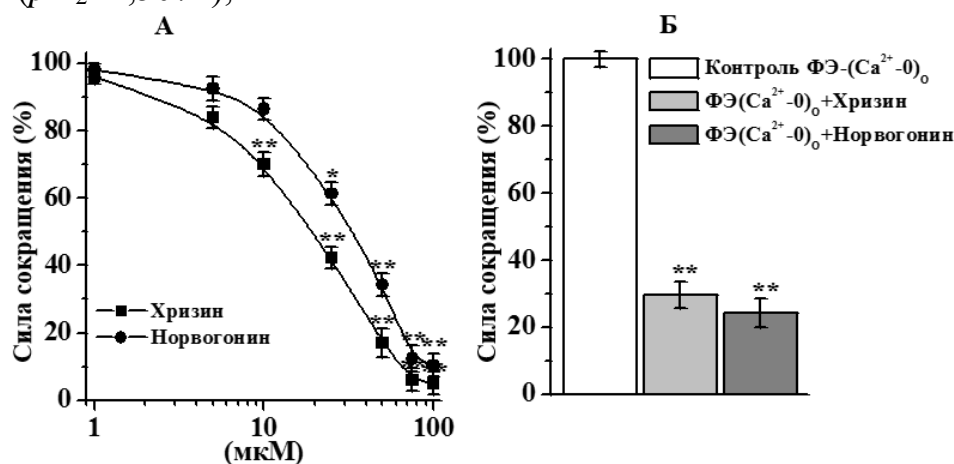 А
Б
Сила сокращения (%)
100
80
60
40
20
0
**
*
**
**
**
**
**
**
Хризин
Норвогонин
1
10
100
(мкМ)
Сила сокращения (%)
100
80
60
40
20
0
**
**
Контроль ФЭ-(Ca²⁺-0)ₒ
ФЭ(Ca²⁺-0)ₒ+Хризин
ФЭ(Ca²⁺-0)ₒ+Норвогонин